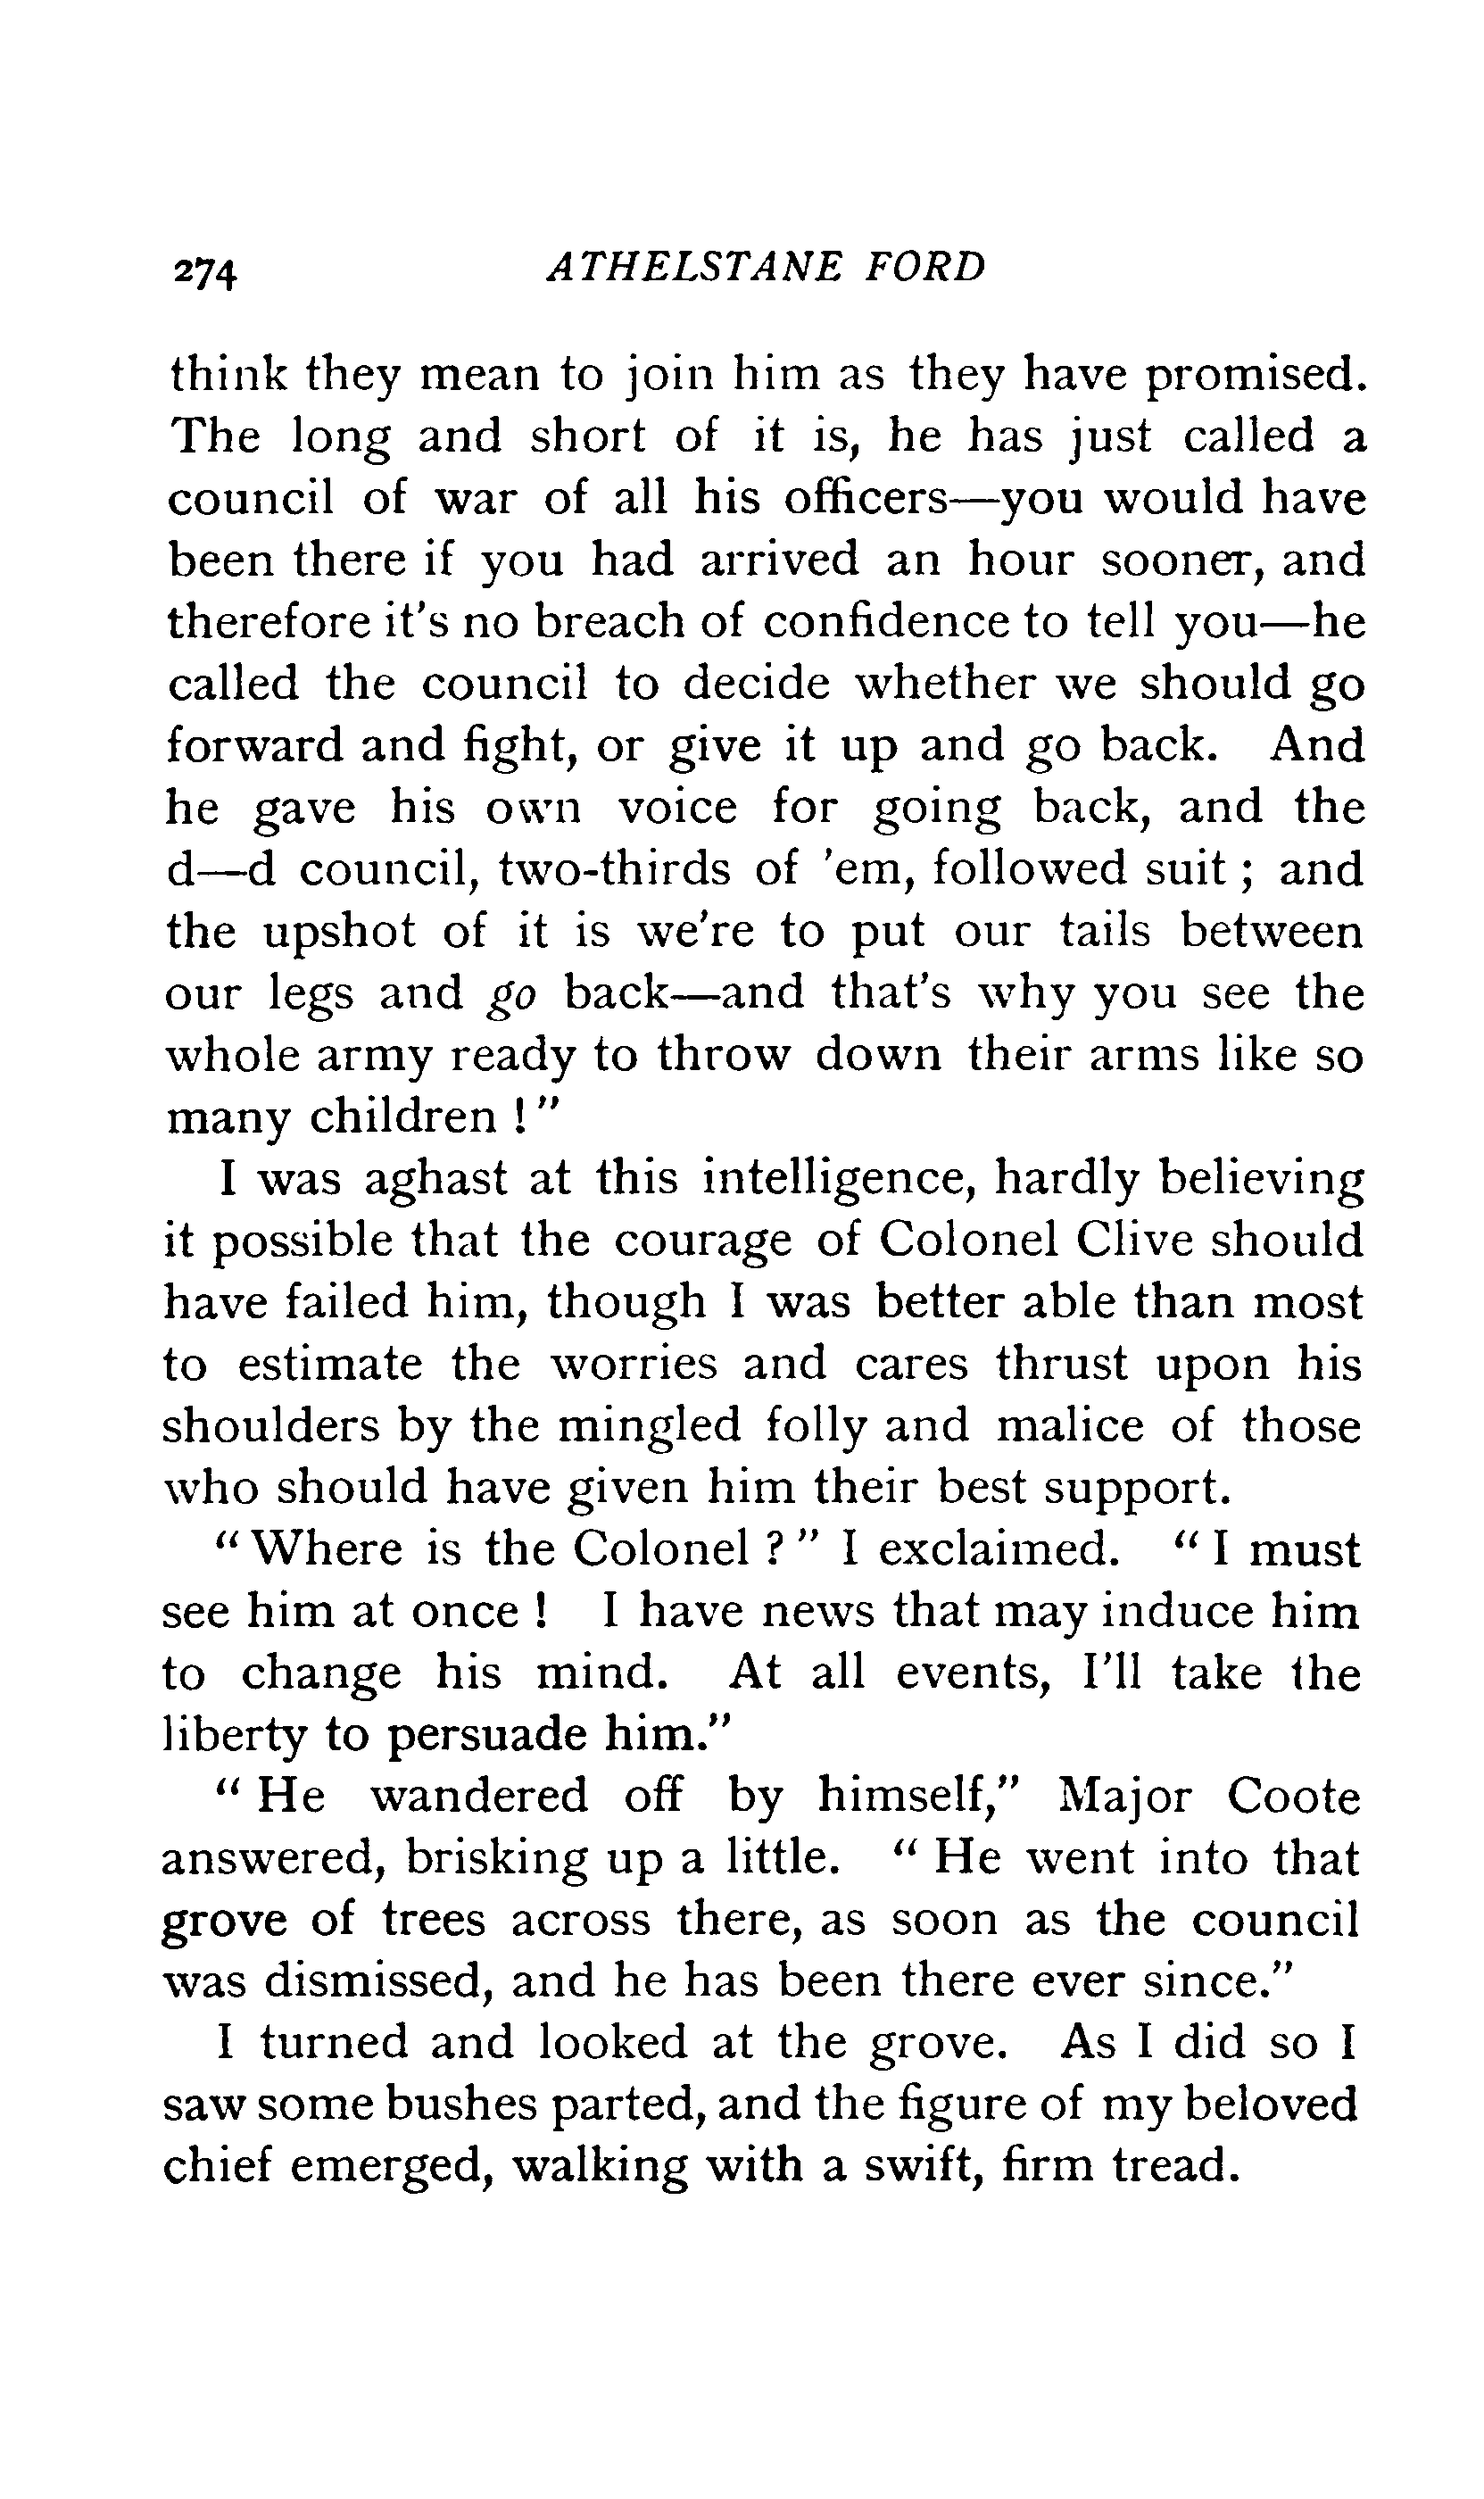 274 ATHELSTANE FORD
think they mean to join him as they have promised.
The long and short of it is, he has just called a
council of war of all his officers—you would have
been there if you had arrived an hour sooner, and
therefore it's no breach of confidence to tell you—he
called the council to decide whether we should go
forward and fight, or give it up and go back. And
he gave his own voice for going back, and the
d—d council, two-thirds of 'em, followed suit ; and
the upshot of it is we're to put our tails between
our legs and go back—and that's why you see the
whole army ready to throw down their arms like so
many children ! "
I was aghast at this intelligence, hardly believing
it possible that the courage of Colonel Clive should
have failed him, though I was better able than most
to estimate the worries and cares thrust upon his
shoulders by the mingled folly and malice of those
who should have given him their best support.
" Where is the Colonel ? " I exclaimed. " I must
see him at once ! I have news that may induce him
to change his mind. At all events, I'll take the
liberty to persuade him."
" He wandered off by himself," Major Coote
answered, brisking up a little. " He went into that
grove of trees across there, as soon as the council
was dismissed, and he has been there ever since."
I turned and looked at the grove. As I did so I
saw some bushes parted, and the figure of my beloved
chief emerged, walking with a swift, firm tread.